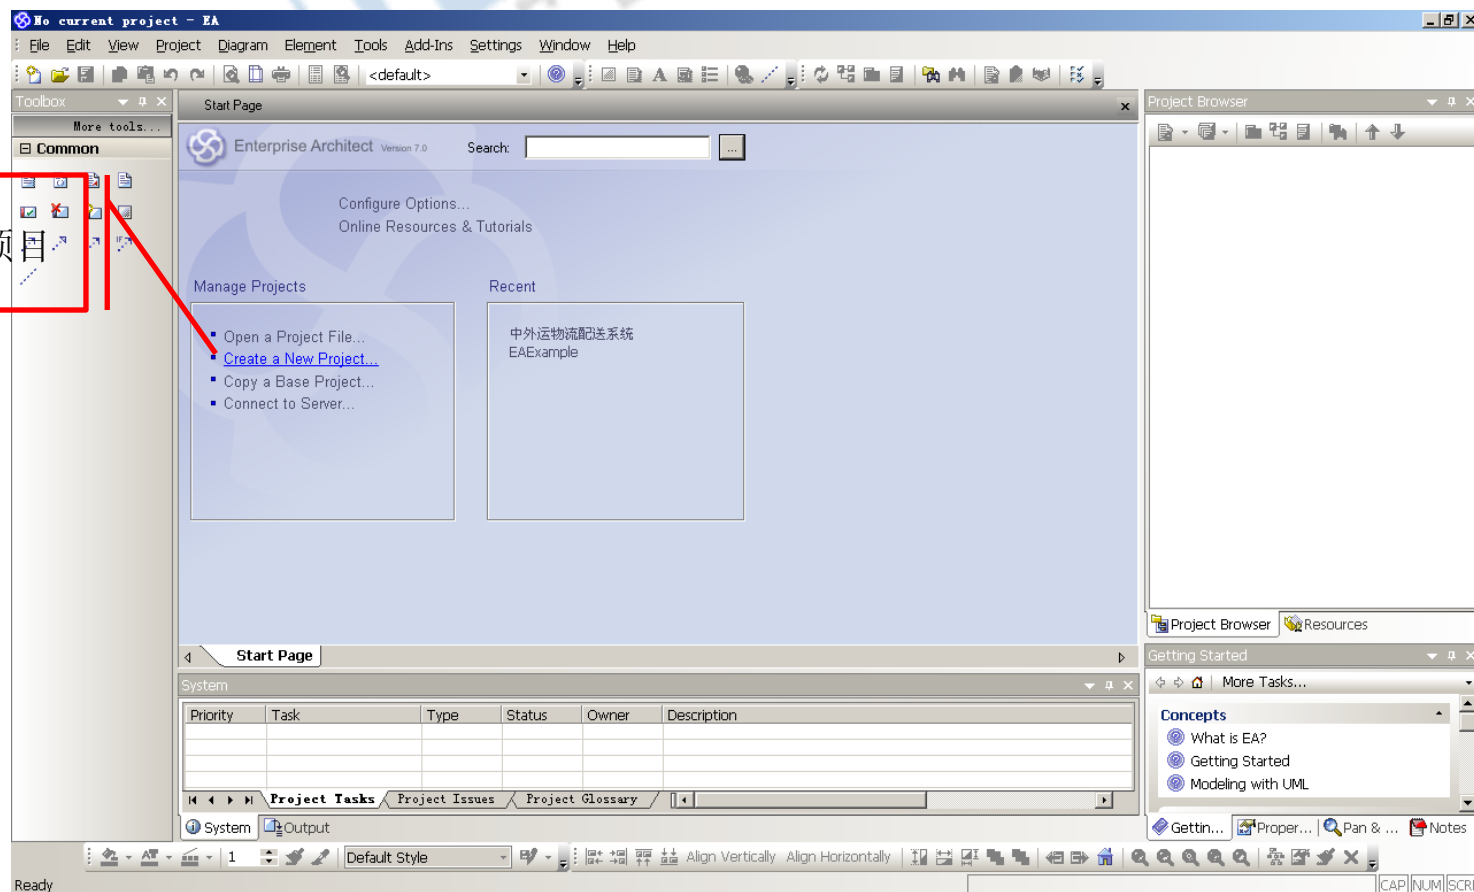 No current project - EA
File Edit View Project Diagram Element Tools Add-Ins Settings Window Help
<default>
Toolbox
More tools...
Common
项目
Start Page
Enterprise Architect Version 7.0 Search: ...
Configure Options...
Online Resources & Tutorials
Manage Projects
Open a Project File...
Create a New Project...
Copy a Base Project...
Connect to Server...
Recent
中外运物流配送系统
EAExample
Start Page
Project Browser
Project Browser Resources
System
Priority Task Type Status Owner Description
Project Tasks Project Issues Project Glossary
System Output
Getting Started
More Tasks...
Concepts
What is EA?
Getting Started
Modeling with UML
Gettin... Proper... Pan & ... Notes
1 Default Style Align Vertically Align Horizontally
Ready
CAP NUM SCR